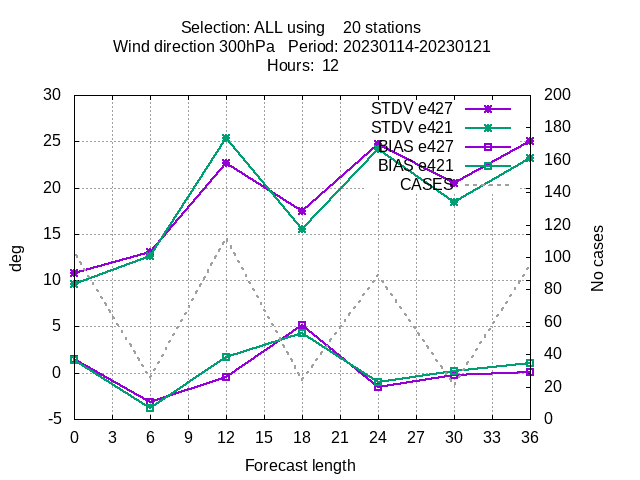 Selection: ALL using    20 stations
Wind direction 300hPa   Period: 20230114-20230121
Hours:  12
30
25
20
15
10
5
0
-5
deg
200
180
160
140
120
100
80
60
40
20
0
No cases
STDV e427
STDV e421
BIAS e427
BIAS e421
CASES
0 3 6 9 12 15 18 21 24 27 30 33 36
Forecast length